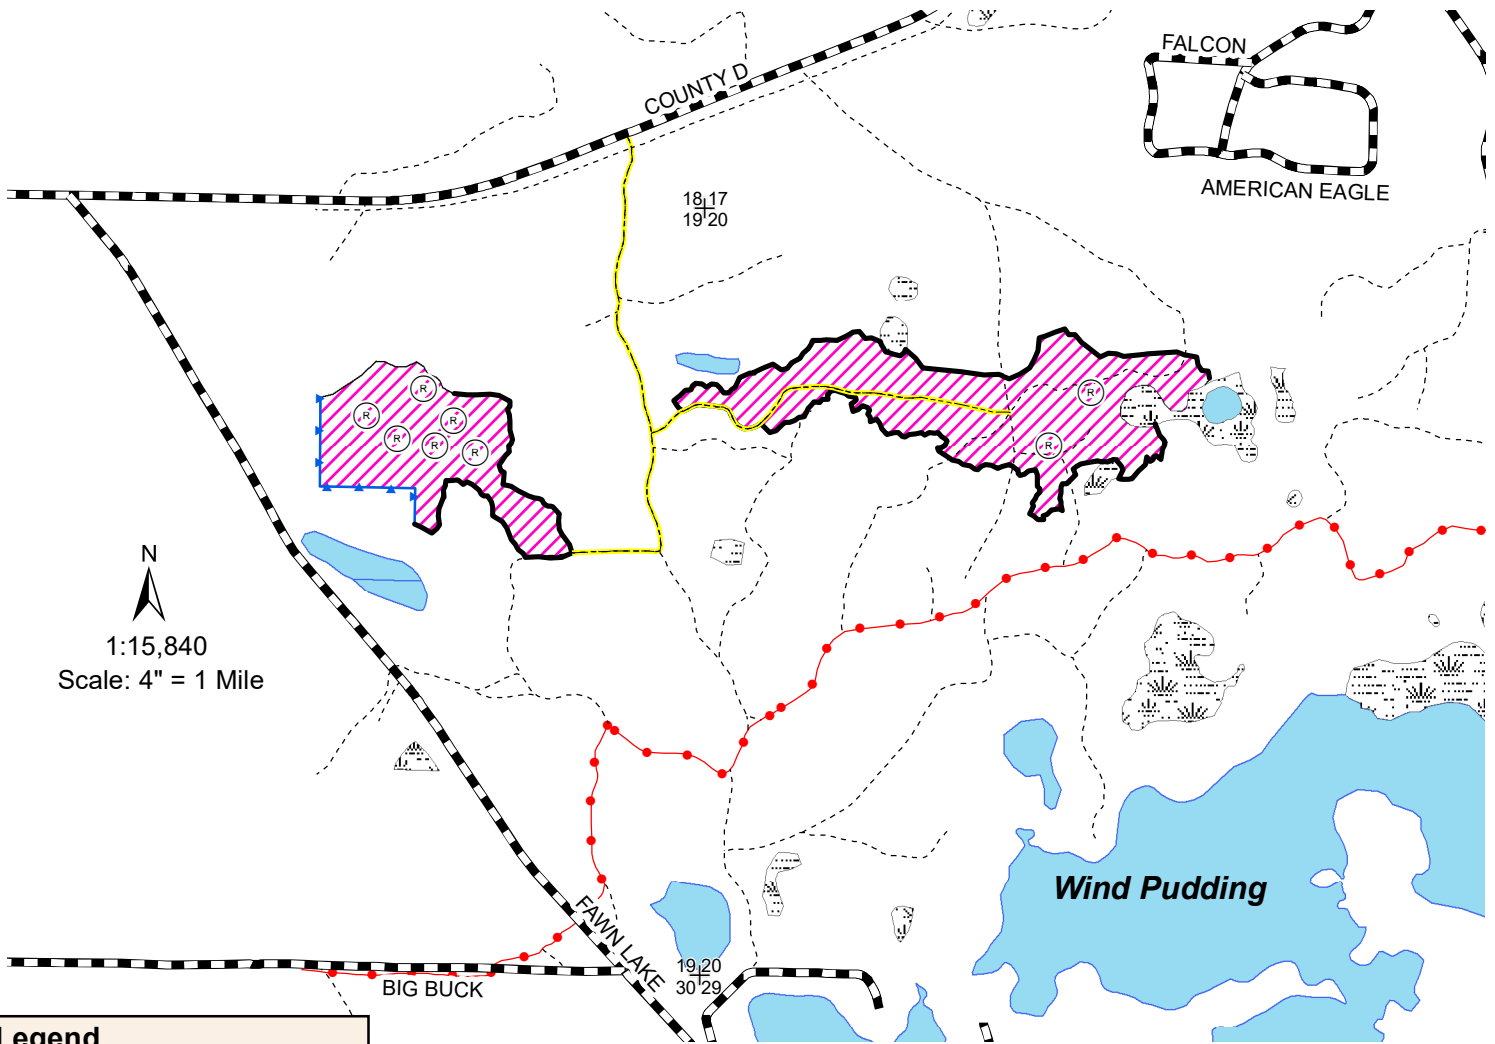 FALCON
COUNTY D
AMERICAN EAGLE
18 17
19 20
R
R
R
R
R
R
R
R
N
1:15,840
Scale: 4" = 1 Mile
Wind Pudding
FAWN LAKE
19 20
30 29
BIG BUCK
Legend